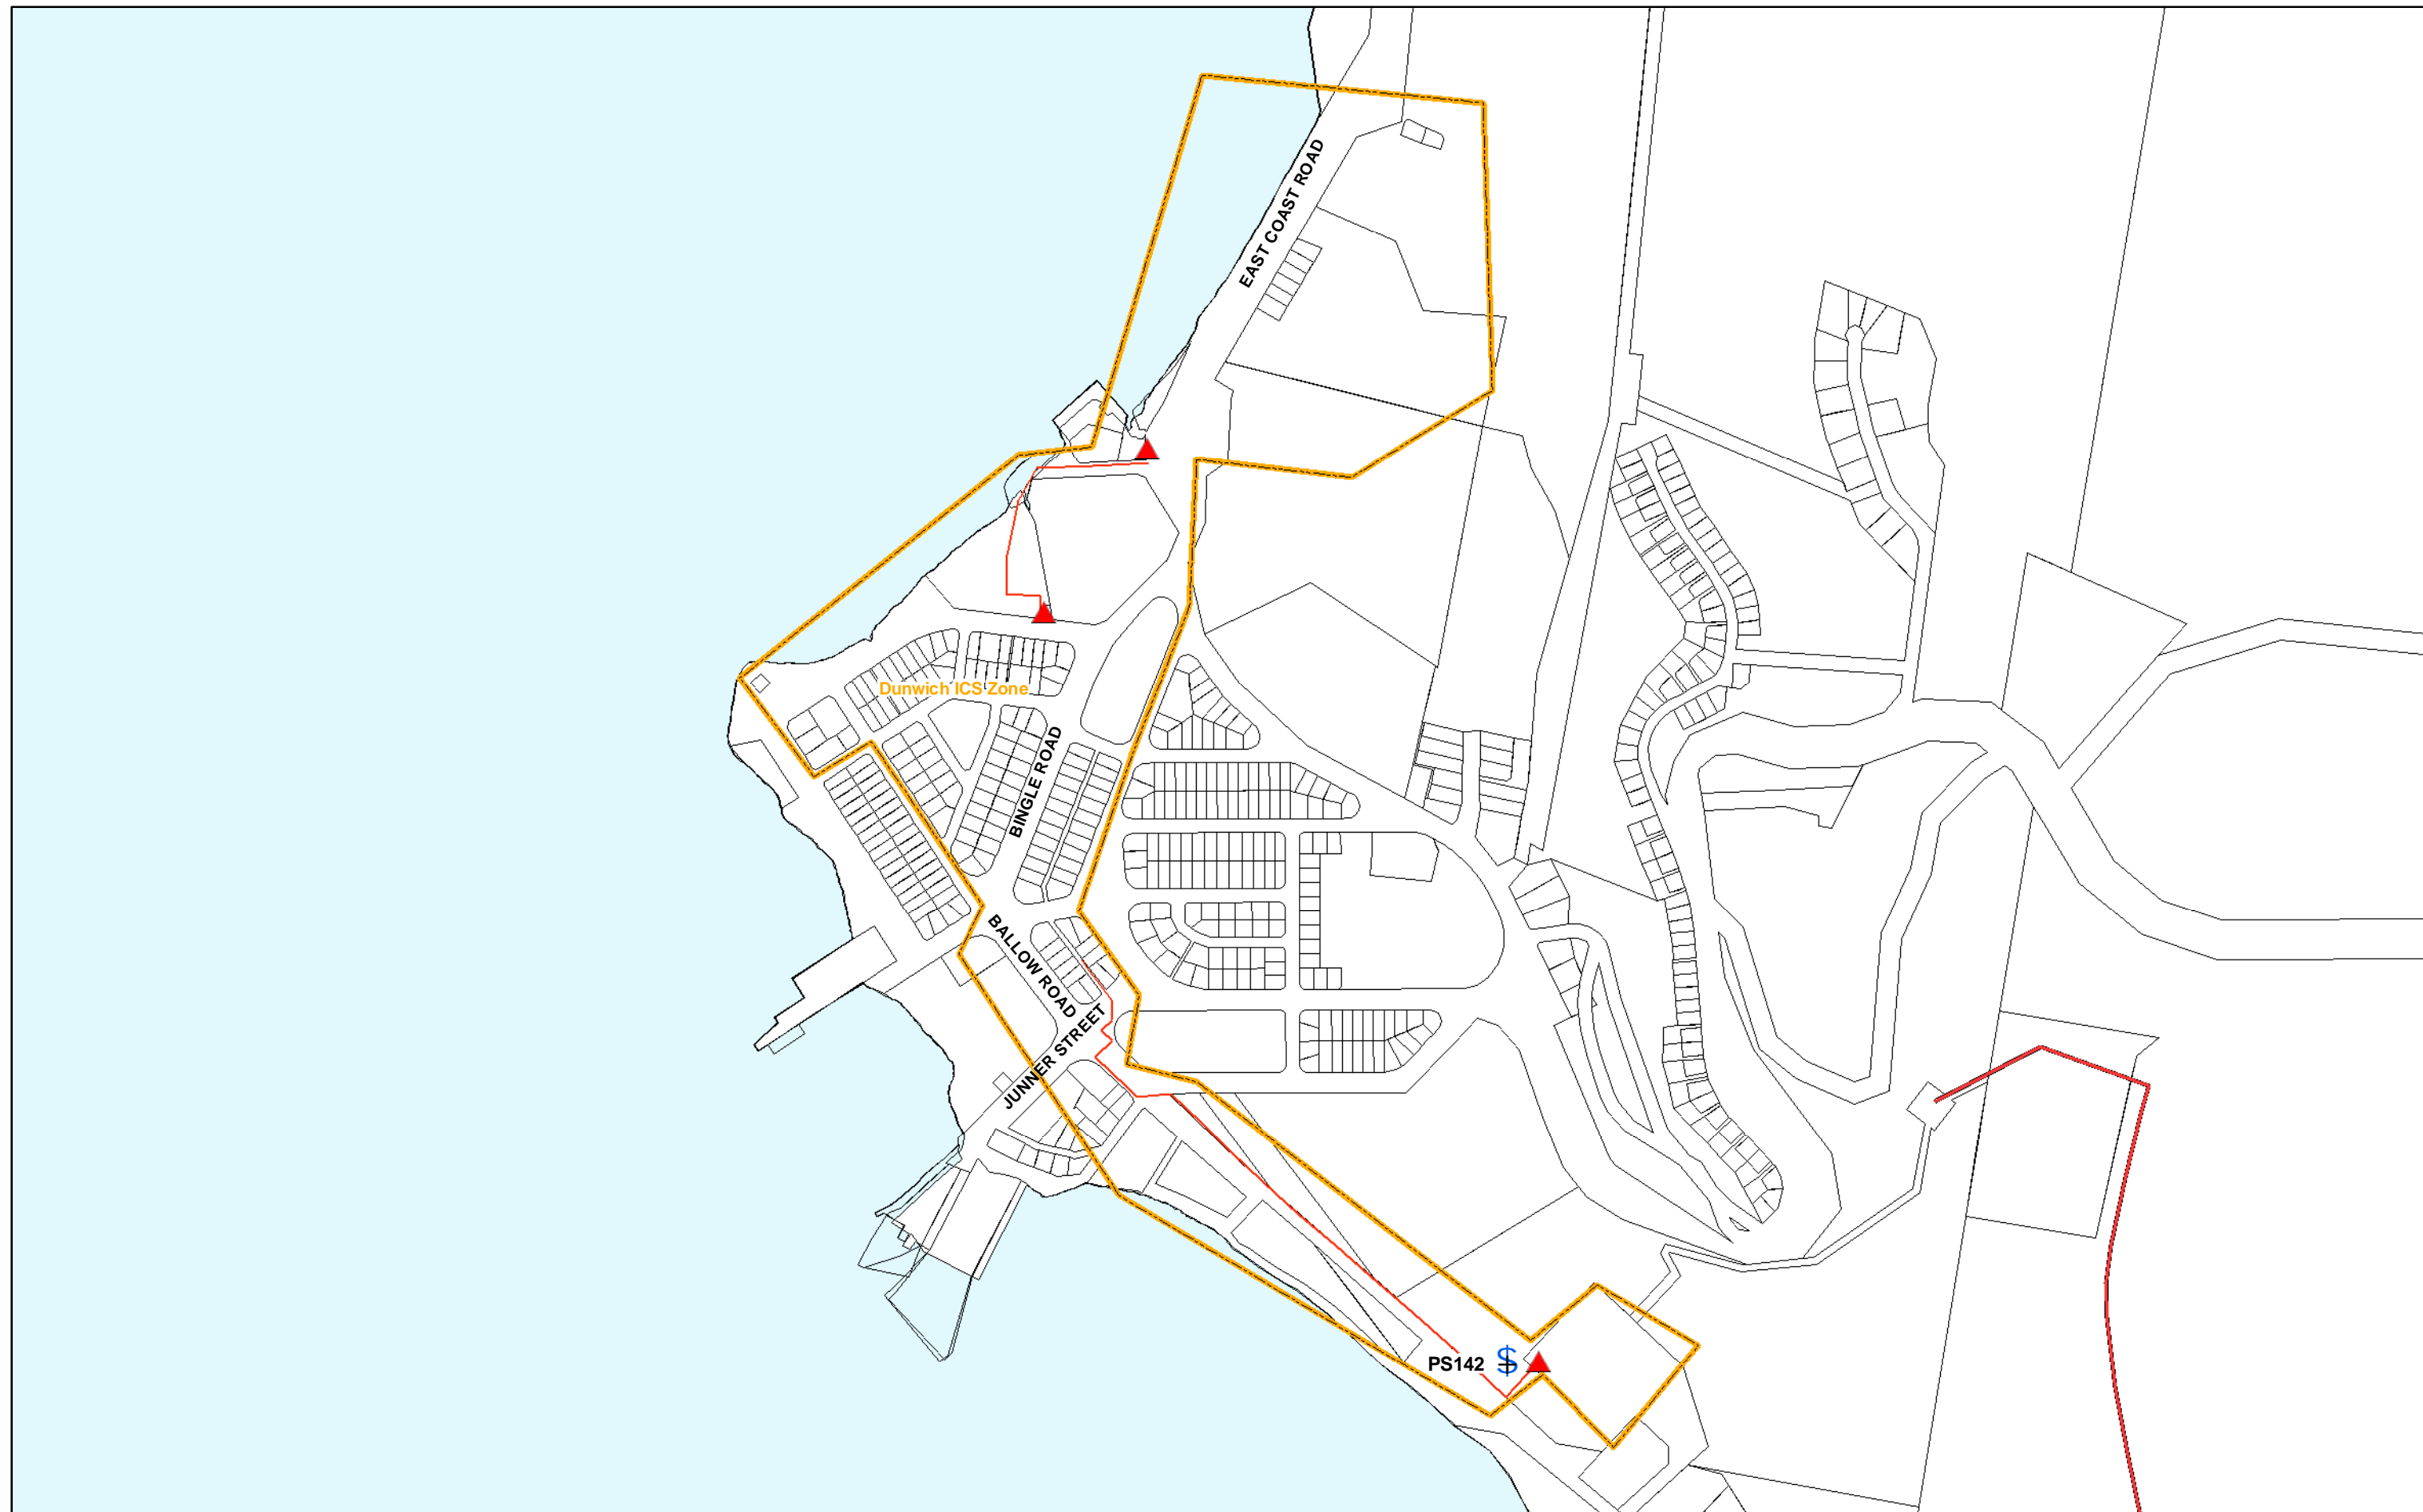 EAST COAST ROAD
Dunwich ICS Zone
BINGLE ROAD
BALLOW ROAD
JUNNER STREET
PS142 $